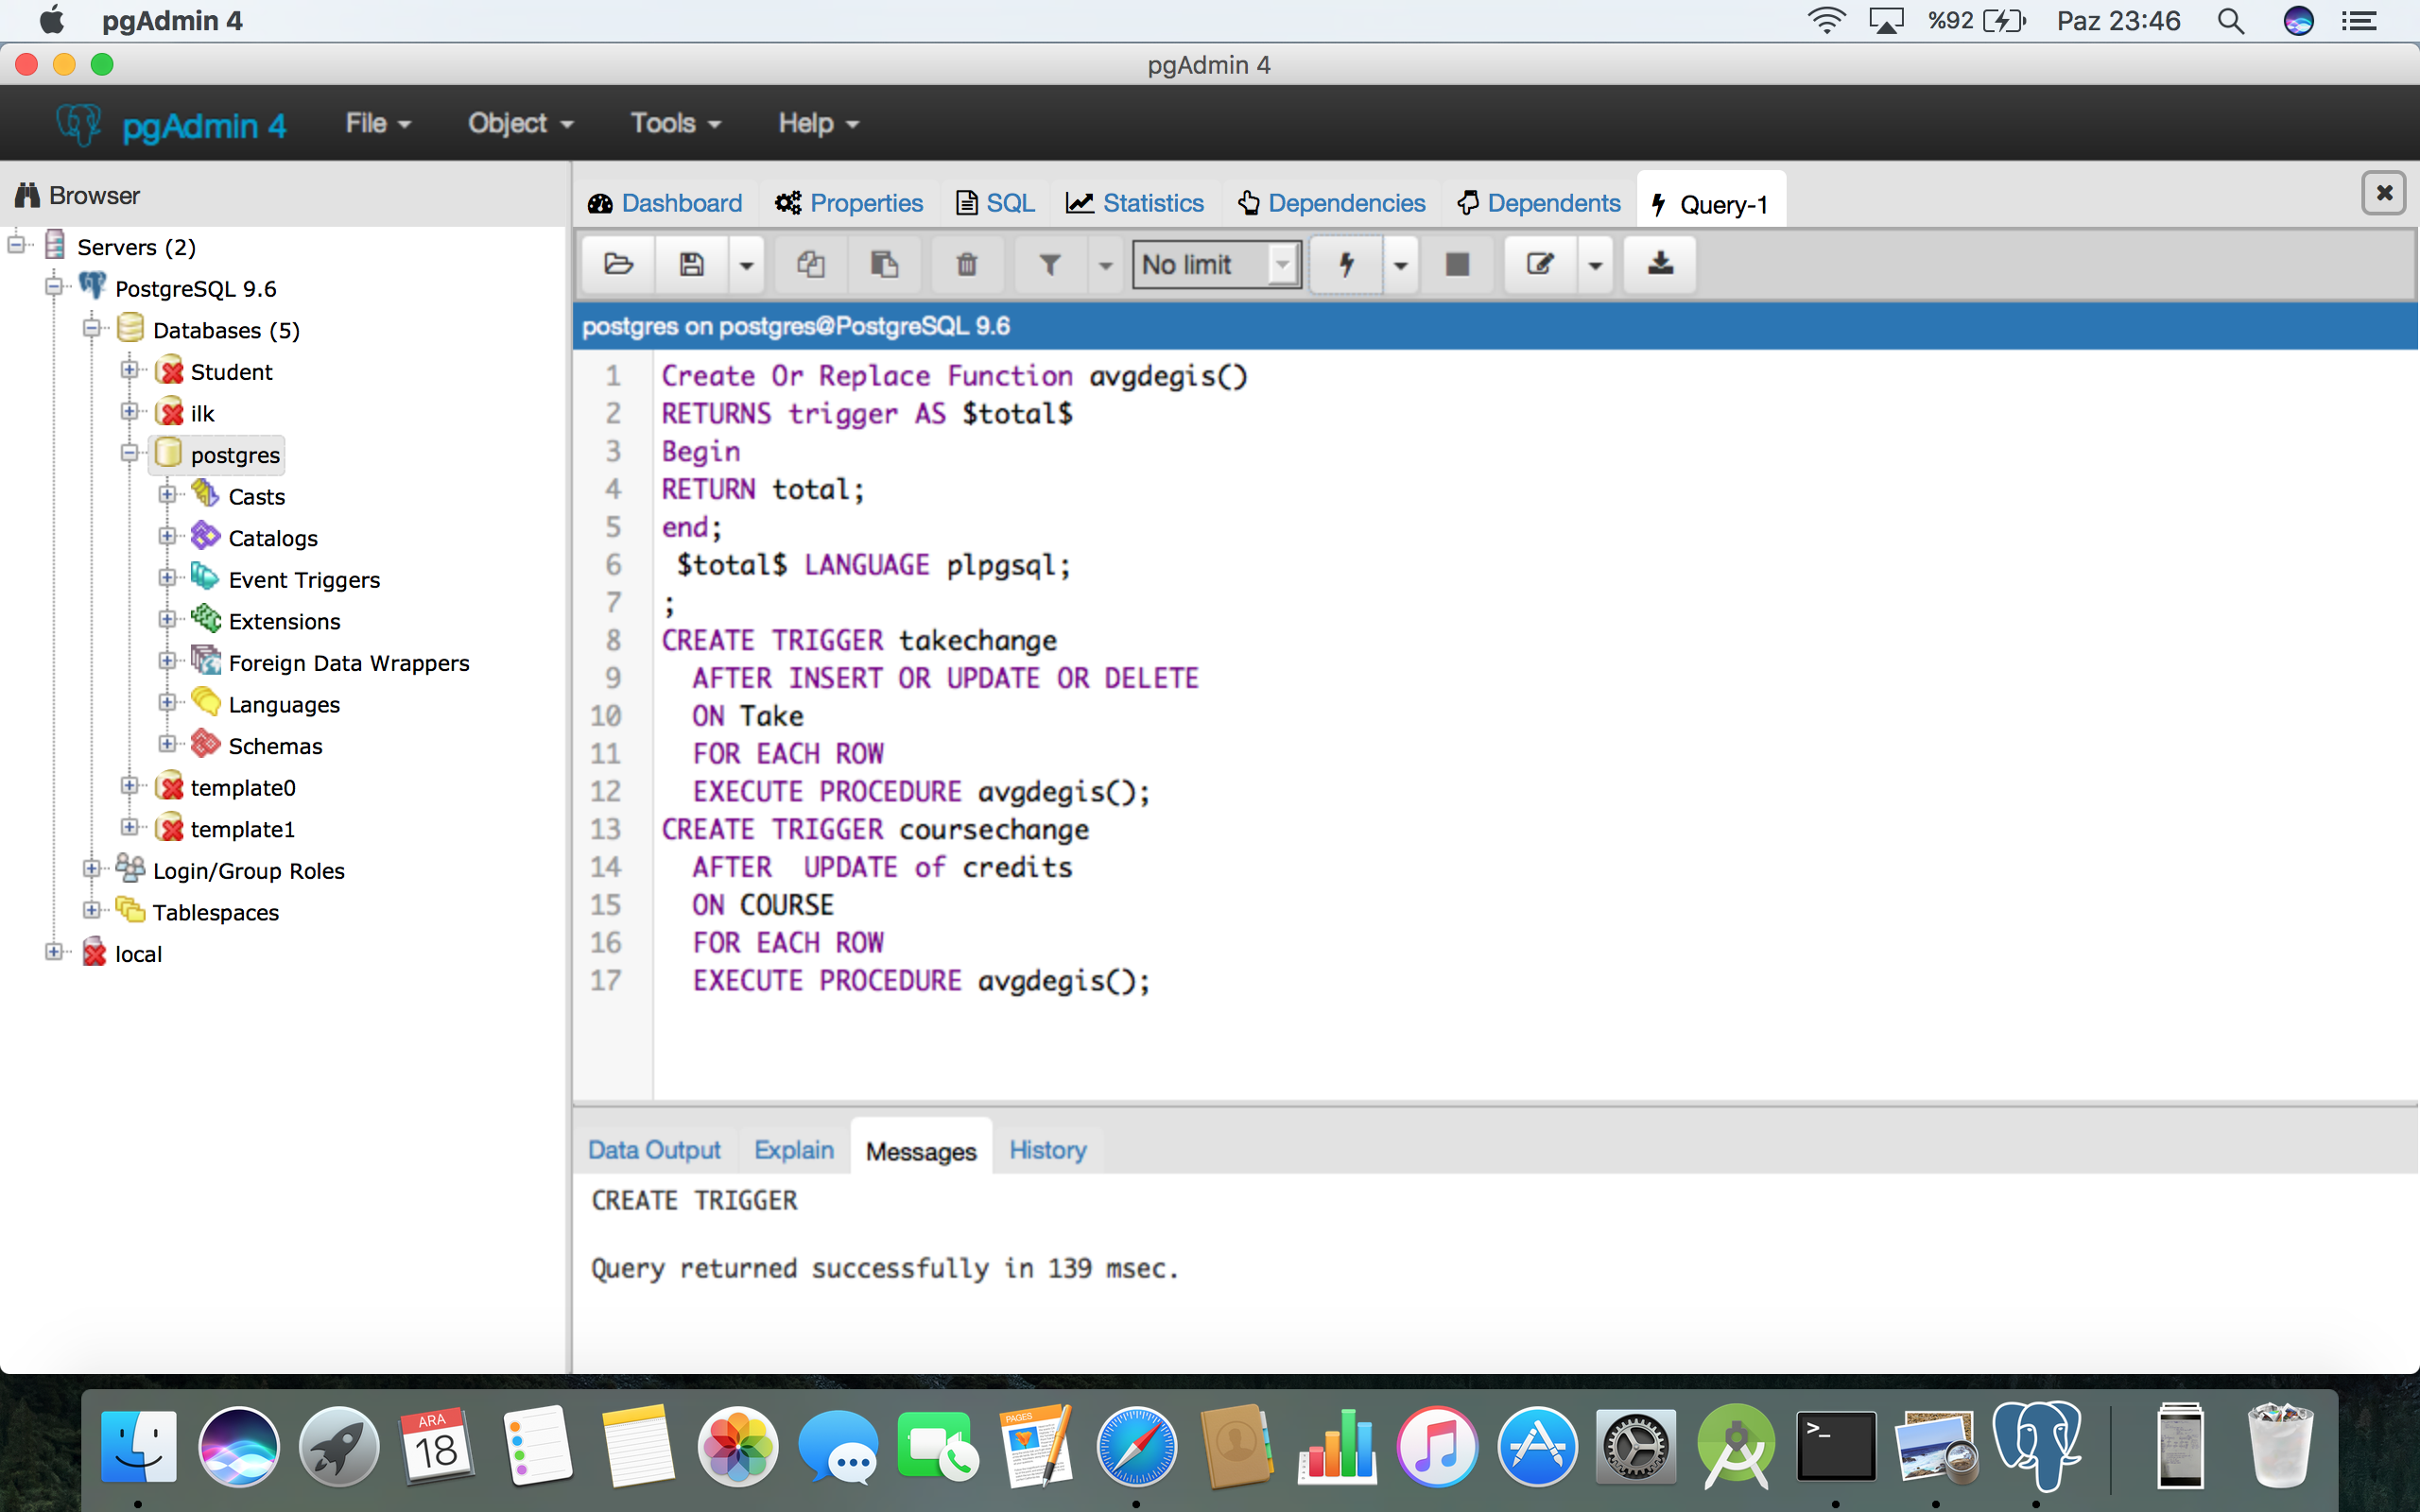 pgAdmin 4
%92
Paz 23:46
pgAdmin 4
pgAdmin 4
File
Object
Tools
Help
Browser
Servers (2)
PostgreSQL 9.6
Databases (5)
Student
ilk
postgres
Casts
Catalogs
Event Triggers
Extensions
Foreign Data Wrappers
Languages
Schemas
template0
template1
Login/Group Roles
Tablespaces
local
Dashboard
Properties
SQL
Statistics
Dependencies
Dependents
Query-1
No limit
postgres on postgres@PostgreSQL 9.6
1 Create Or Replace Function avgdegis()
2 RETURNS trigger AS $total$
3 Begin
4 RETURN total;
5 end;
6 $total$ LANGUAGE plpgsql;
7 ;
8 CREATE TRIGGER takechange
9 AFTER INSERT OR UPDATE OR DELETE
10 ON Take
11 FOR EACH ROW
12 EXECUTE PROCEDURE avgdegis();
13 CREATE TRIGGER coursechange
14 AFTER  UPDATE of credits
15 ON COURSE
16 FOR EACH ROW
17 EXECUTE PROCEDURE avgdegis();
Data Output
Explain
Messages
History
CREATE TRIGGER
Query returned successfully in 139 msec.
ARA
18
PAGES
>_